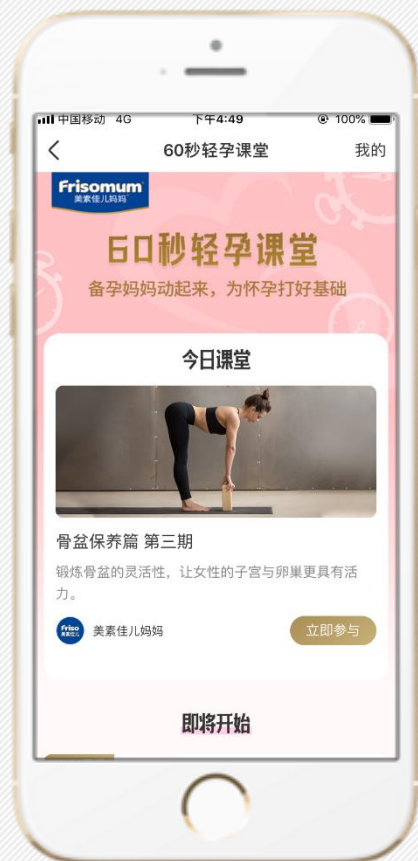 中国移动 4G 下午4:49 100%
60秒轻孕课堂 我的
Frisomum
美素佳儿妈妈
60秒轻孕课堂
备孕妈妈动起来，为怀孕打好基础
今日课堂
骨盆保养篇 第三期
锻炼骨盆的灵活性，让女性的子宫与卵巢更具有活
力。
Friso
美素佳儿
美素佳儿妈妈 立即参与
即将开始